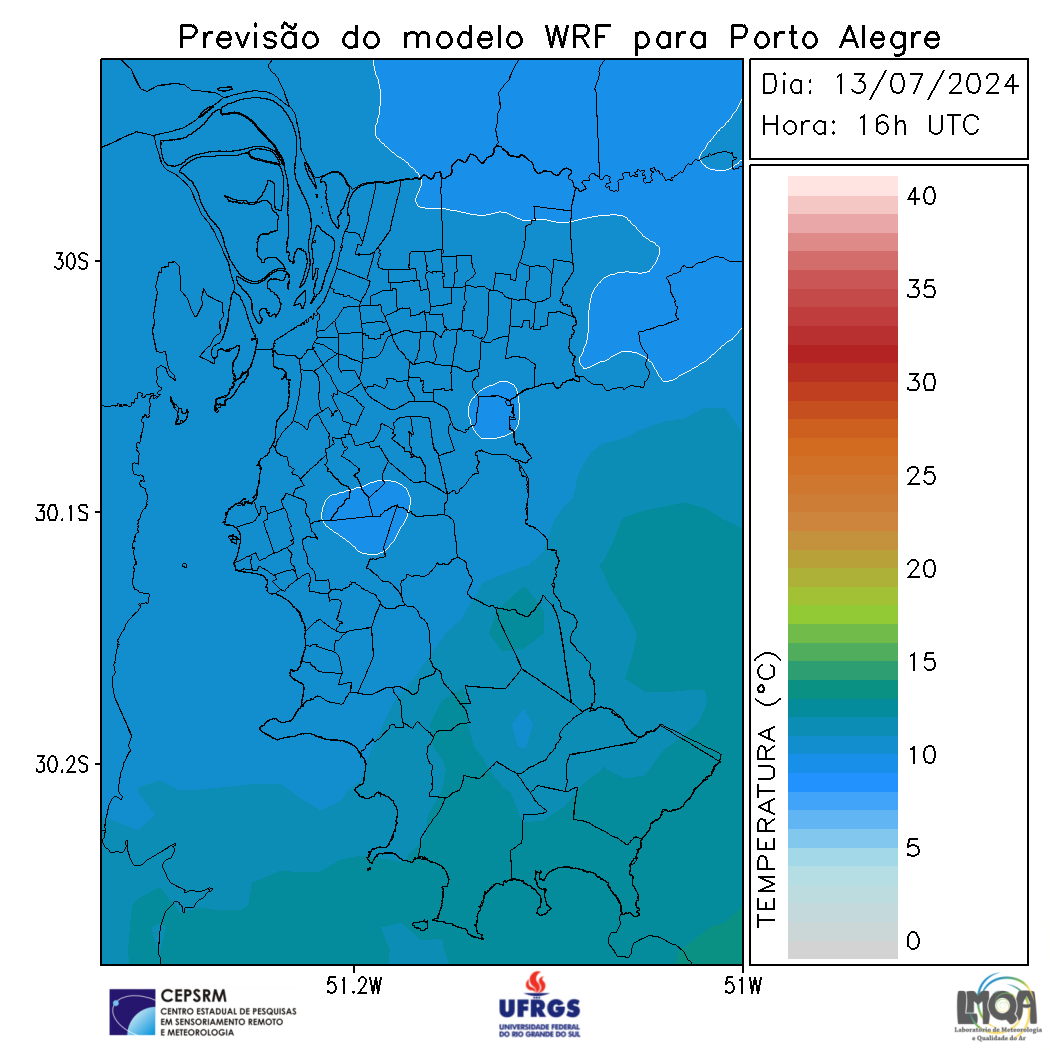 Previsão do modelo WRF para Porto Alegre
Dia: 13/07/2024
Hora: 16h UTC
40
35
30
25
20
15
10
5
0
TEMPERATURA (°C)
30S
30.1S
30.2S
51.2W
51W
CEPSRM
CENTRO ESTADUAL DE PESQUISAS
EM SENSORIAMENTO REMOTO
E METEOROLOGIA
UFRGS
UNIVERSIDADE FEDERAL
DO RIO GRANDE DO SUL
LMQA
Laboratório de Meteorologia
e Qualidade do Ar